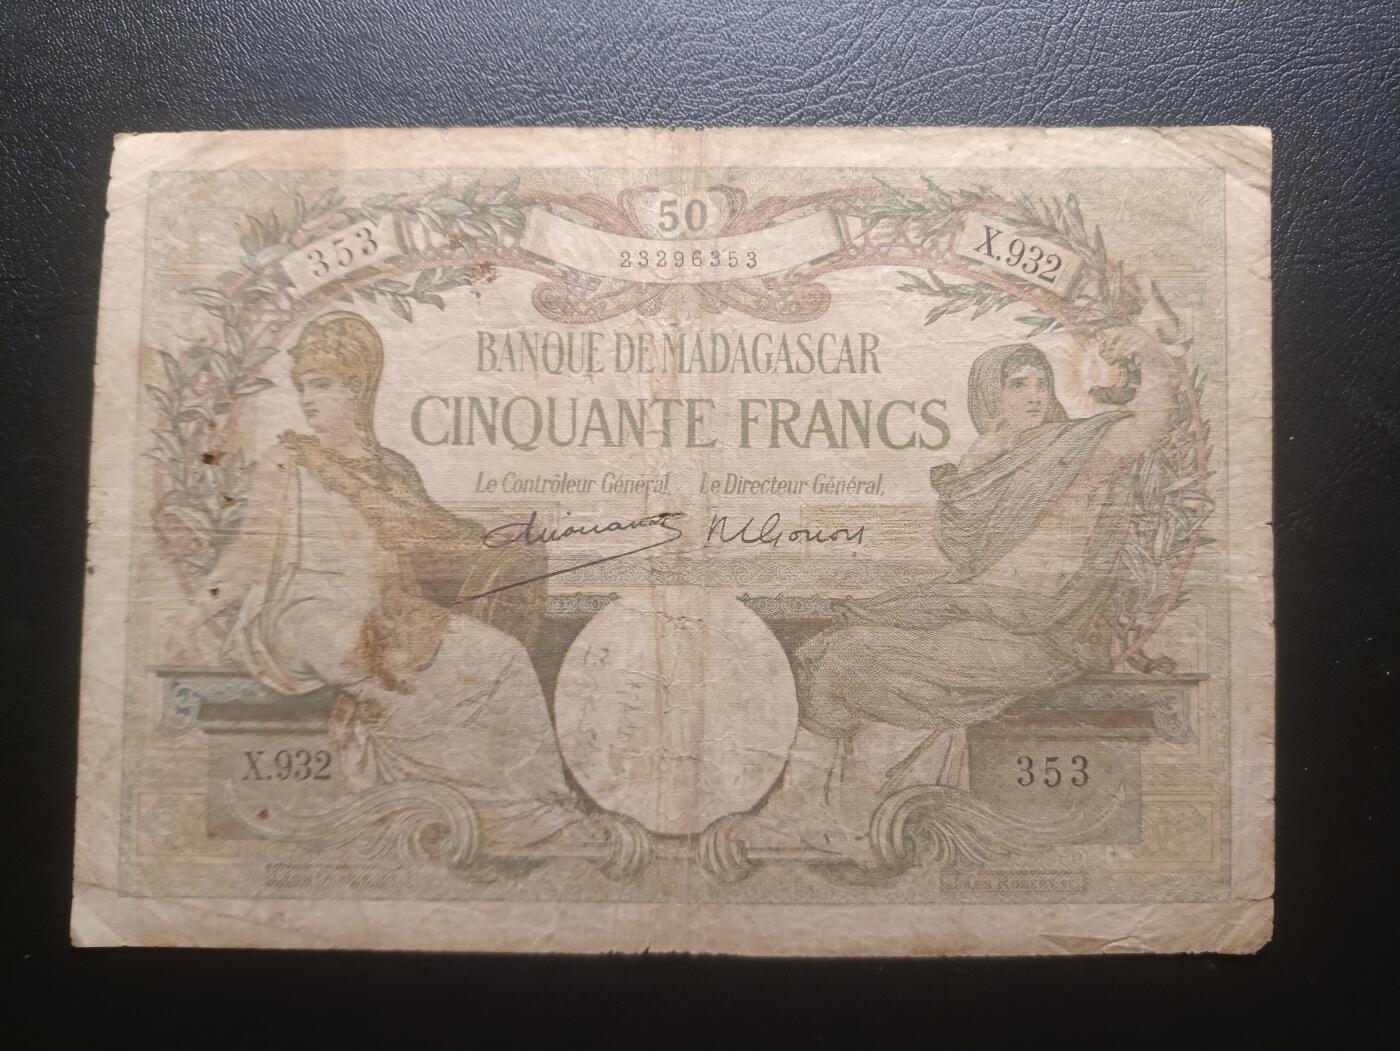 50
353
23296353
X.932
BANQUE DE MADAGASCAR
CINQUANTE FRANCS
Le Contrôleur Général, Le Directeur Général,
X.932
353